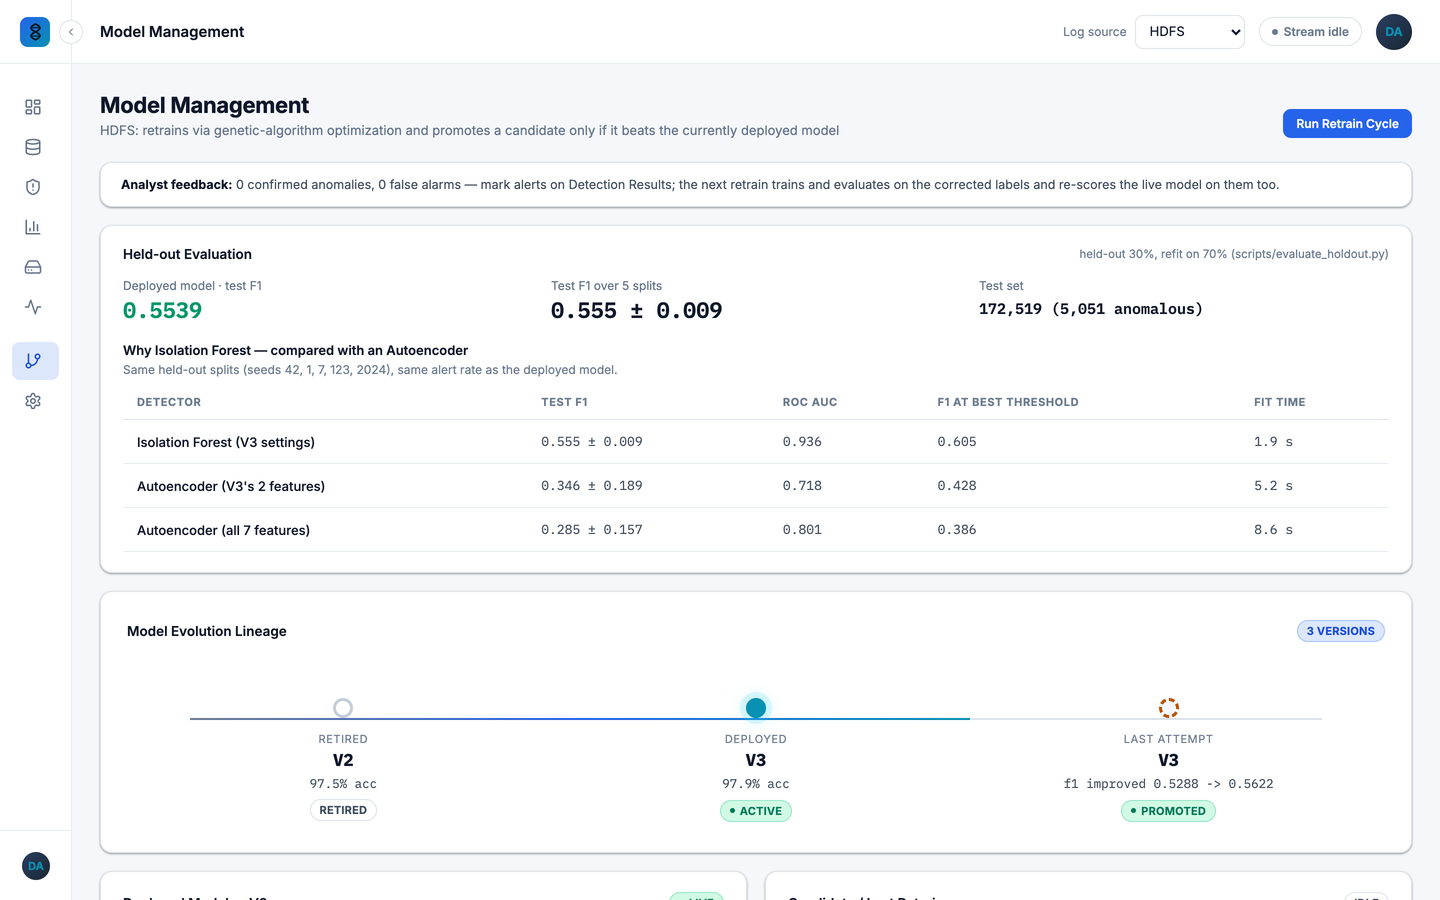 Model Management
Log source
HDFS
Stream idle
DA
Model Management
HDFS: retrains via genetic-algorithm optimization and promotes a candidate only if it beats the currently deployed model
Run Retrain Cycle
Analyst feedback: 0 confirmed anomalies, 0 false alarms — mark alerts on Detection Results; the next retrain trains and evaluates on the corrected labels and re-scores the live model on them too.
Held-out Evaluation
held-out 30%, refit on 70% (scripts/evaluate_holdout.py)
Deployed model · test F1
0.5539
Test F1 over 5 splits
0.555 ± 0.009
Test set
172,519 (5,051 anomalous)
Why Isolation Forest — compared with an Autoencoder
Same held-out splits (seeds 42, 1, 7, 123, 2024), same alert rate as the deployed model.
DETECTOR TEST F1 ROC AUC F1 AT BEST THRESHOLD FIT TIME
Isolation Forest (V3 settings) 0.555 ± 0.009 0.936 0.605 1.9 s
Autoencoder (V3's 2 features) 0.346 ± 0.189 0.718 0.428 5.2 s
Autoencoder (all 7 features) 0.285 ± 0.157 0.801 0.386 8.6 s
Model Evolution Lineage
3 VERSIONS
RETIRED
V2
97.5% acc
RETIRED
DEPLOYED
V3
97.9% acc
ACTIVE
LAST ATTEMPT
V3
f1 improved 0.5288 -> 0.5622
PROMOTED
DA